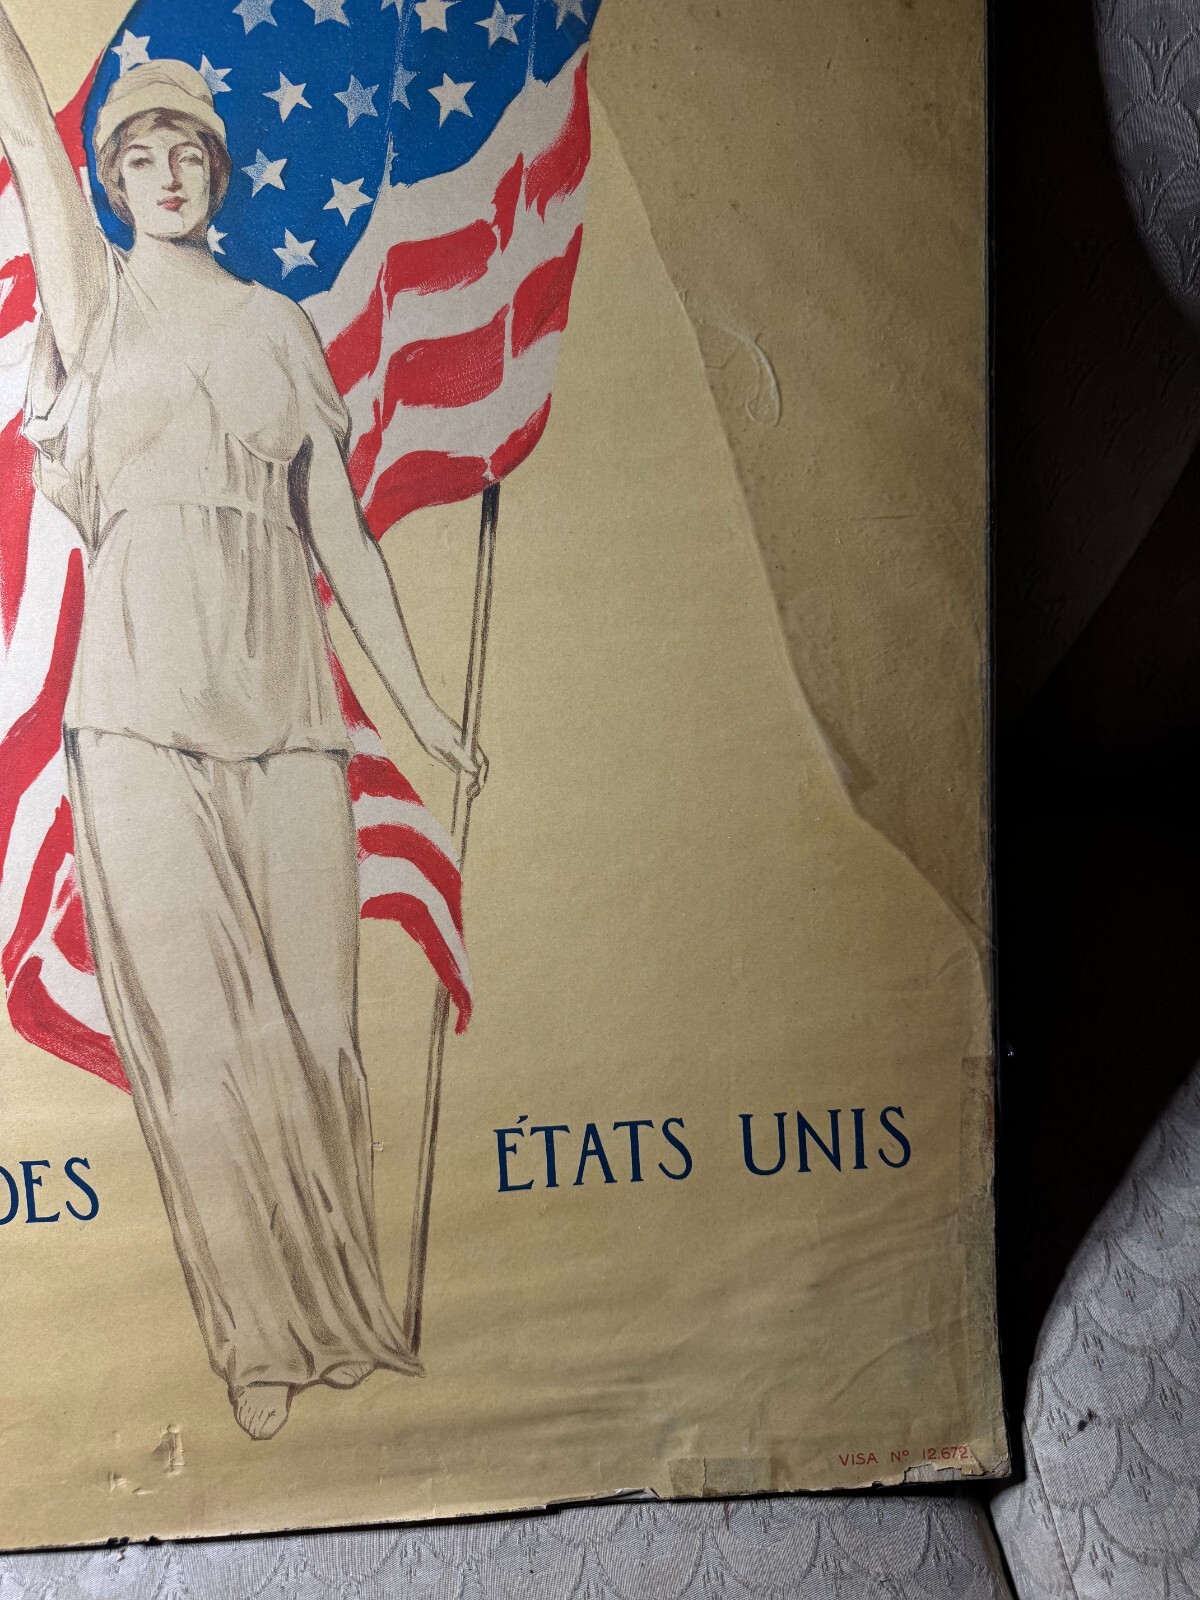 DES ÉTATS UNIS
VISA Nº 12.672.